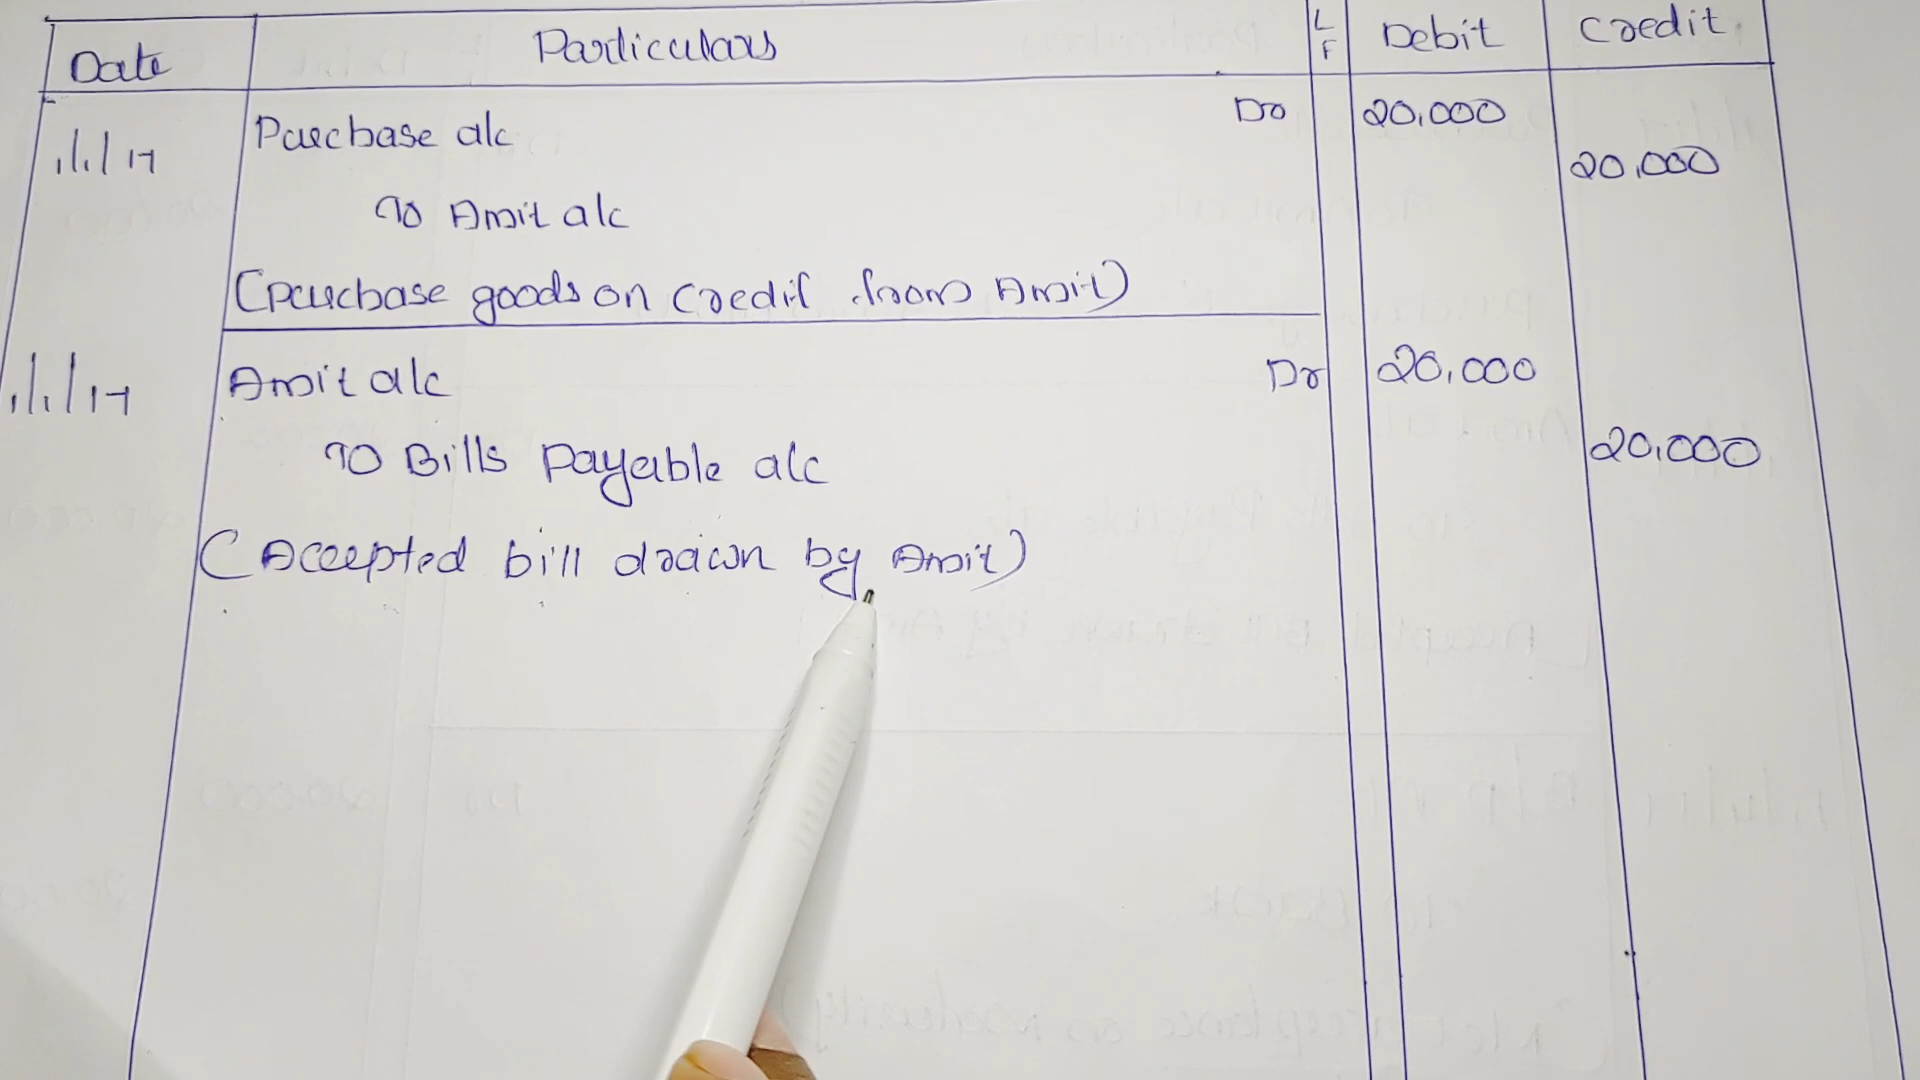 Date Particulars L F Debit Credit
1/1/17 Purchase a/c Dr 20,000
To Amit a/c 20,000
(purchase goods on credit from Amit)
1/1/17 Amit a/c Dr 20,000
To Bills Payable a/c 20,000
(Accepted bill drawn by Amit)